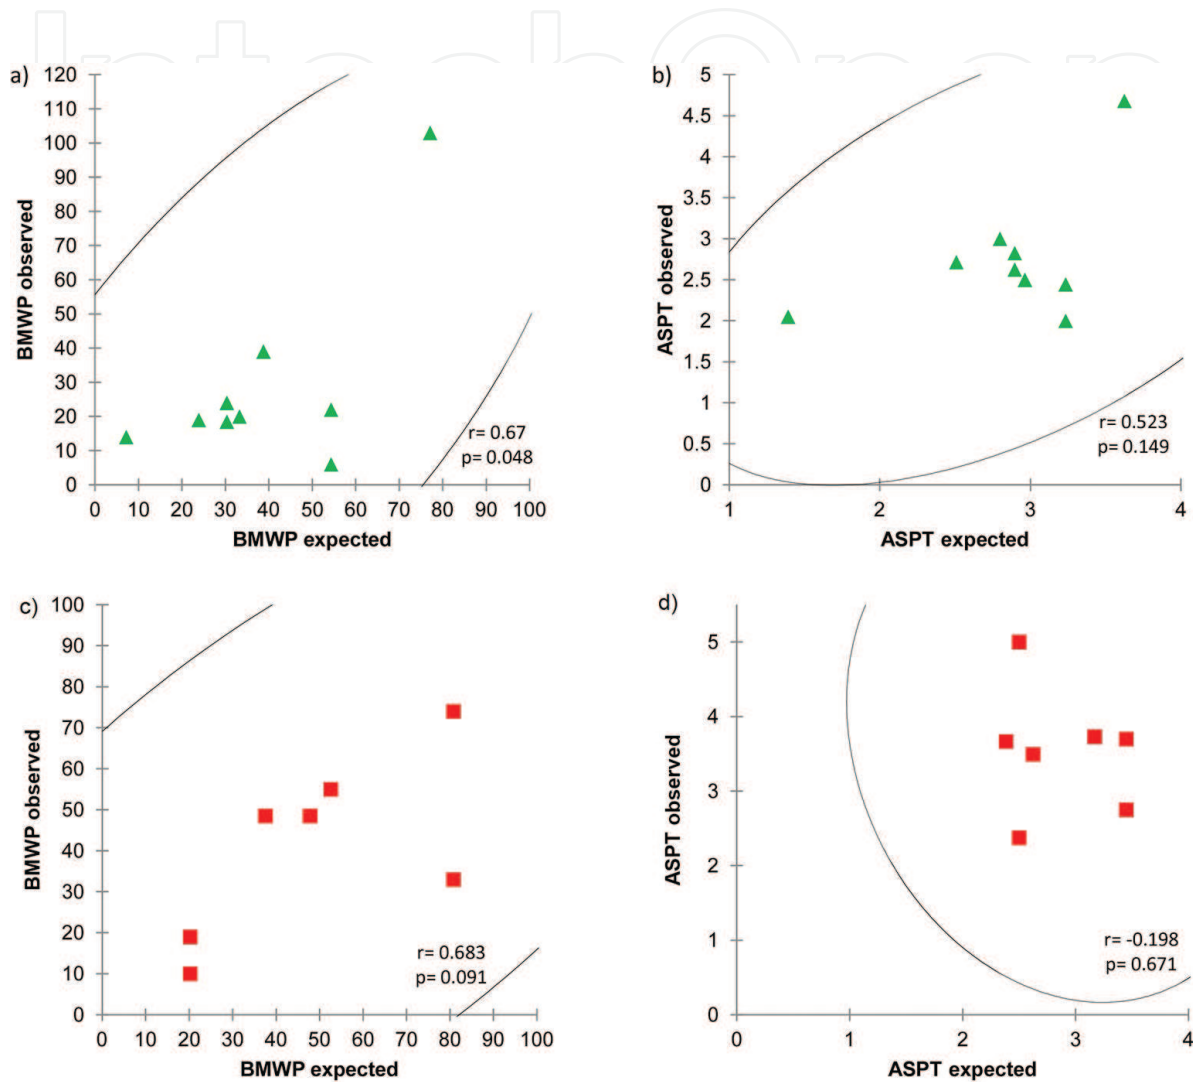 IntechOpen
a)
120
110
100
90
80
70
60
50
40
30
20
10
0
BMWP observed
0 10 20 30 40 50 60 70 80 90 100
BMWP expected
r= 0.67
p= 0.048
b)
5
4.5
4
3.5
3
2.5
2
1.5
1
0.5
0
ASPT observed
1 2 3 4
ASPT expected
r= 0.523
p= 0.149
c)
100
90
80
70
60
50
40
30
20
10
0
BMWP observed
0 10 20 30 40 50 60 70 80 90 100
BMWP expected
r= 0.683
p= 0.091
d)
5
4
3
2
1
0
ASPT observed
0 1 2 3 4
ASPT expected
r= -0.198
p= 0.671